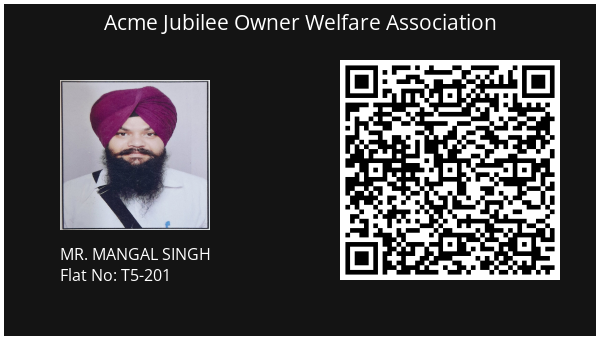 Acme Jubilee Owner Welfare Association
MR. MANGAL SINGH
Flat No: T5-201